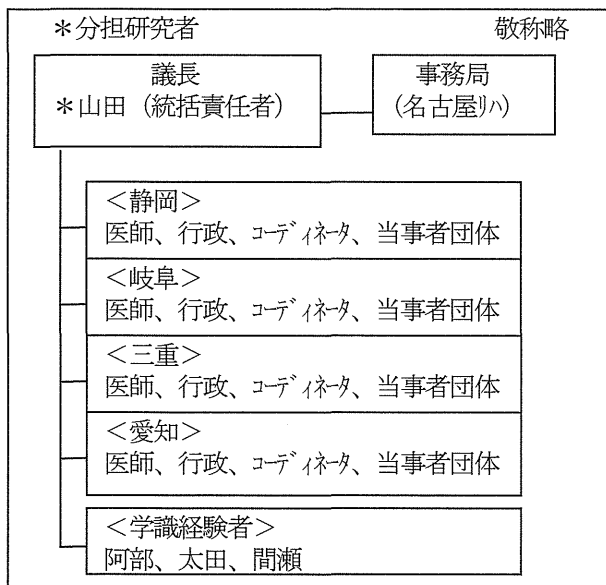 ＊分担研究者 敬称略
議長
＊山田（統括責任者）
事務局
(名古屋ﾘﾊ)
＜静岡＞
医師、行政、ｺｰﾃﾞｨﾈｰﾀ、当事者団体
＜岐阜＞
医師、行政、ｺｰﾃﾞｨﾈｰﾀ、当事者団体
＜三重＞
医師、行政、ｺｰﾃﾞｨﾈｰﾀ、当事者団体
＜愛知＞
医師、行政、ｺｰﾃﾞｨﾈｰﾀ、当事者団体
＜学識経験者＞
阿部、太田、間瀬